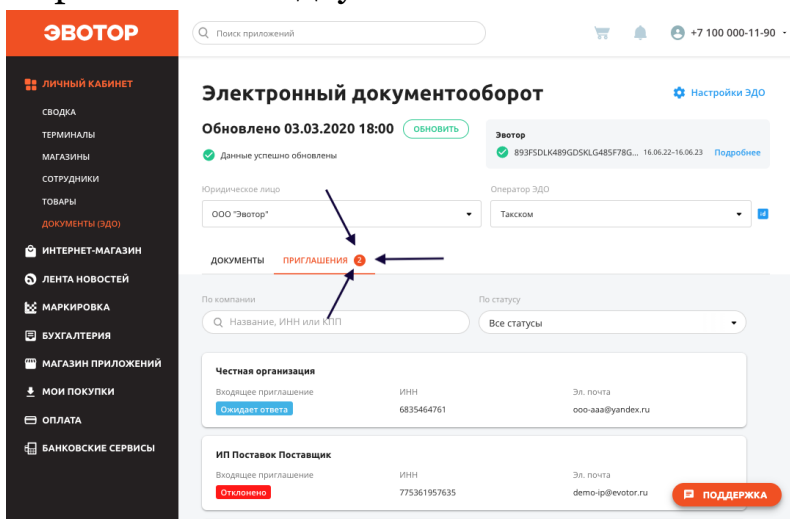 ЭВОТОР
Поиск приложений
+7 100 000-11-90
ЛИЧНЫЙ КАБИНЕТ
СВОДКА
ТЕРМИНАЛЫ
МАГАЗИНЫ
СОТРУДНИКИ
ТОВАРЫ
ДОКУМЕНТЫ (ЭДО)
ИНТЕРНЕТ-МАГАЗИН
ЛЕНТА НОВОСТЕЙ
МАРКИРОВКА
БУХГАЛТЕРИЯ
МАГАЗИН ПРИЛОЖЕНИЙ
МОИ ПОКУПКИ
ОПЛАТА
БАНКОВСКИЕ СЕРВИСЫ
Электронный документооборот
Настройки ЭДО
Обновлено 03.03.2020 18:00 ОБНОВИТЬ
Данные успешно обновлены
Эвотор
893FSDLK489GDSKLG485F78G... 16.06.22–16.06.23 Подробнее
Юридическое лицо Оператор ЭДО
ООО "Эвотор" Такском
ДОКУМЕНТЫ ПРИГЛАШЕНИЯ 2
По компании По статусу
Название, ИНН или КПП Все статусы
Честная организация
Входящее приглашение ИНН Эл. почта
Ожидает ответа 6835464761 ooo-aaa@yandex.ru
ИП Поставок Поставщик
Входящее приглашение ИНН Эл. почта
Отклонено 775361957635 demo-ip@evotor.ru
ПОДДЕРЖКА